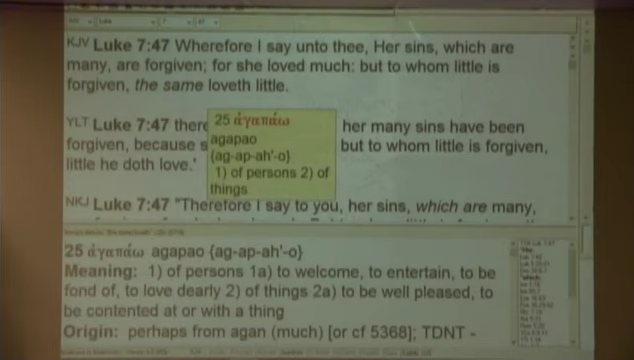 KJV Luke 7:47 Wherefore I say unto thee, Her sins, which are
many, are forgiven; for she loved much: but to whom little is
forgiven, the same loveth little.
YLT Luke 7:47 there her many sins have been
forgiven, because s but to whom little is forgiven,
little he doth love.'
25 ἀγαπάω
agapao
{ag-ap-ah'-o}
1) of persons 2) of
things
NKJ Luke 7:47 "Therefore I say to you, her sins, which are many,
25 ἀγαπάω agapao {ag-ap-ah'-o}
Meaning: 1) of persons 1a) to welcome, to entertain, to be
fond of, to love dearly 2) of things 2a) to be well pleased, to
be contented at or with a thing
Origin: perhaps from agan (much) [or cf 5368]; TDNT -